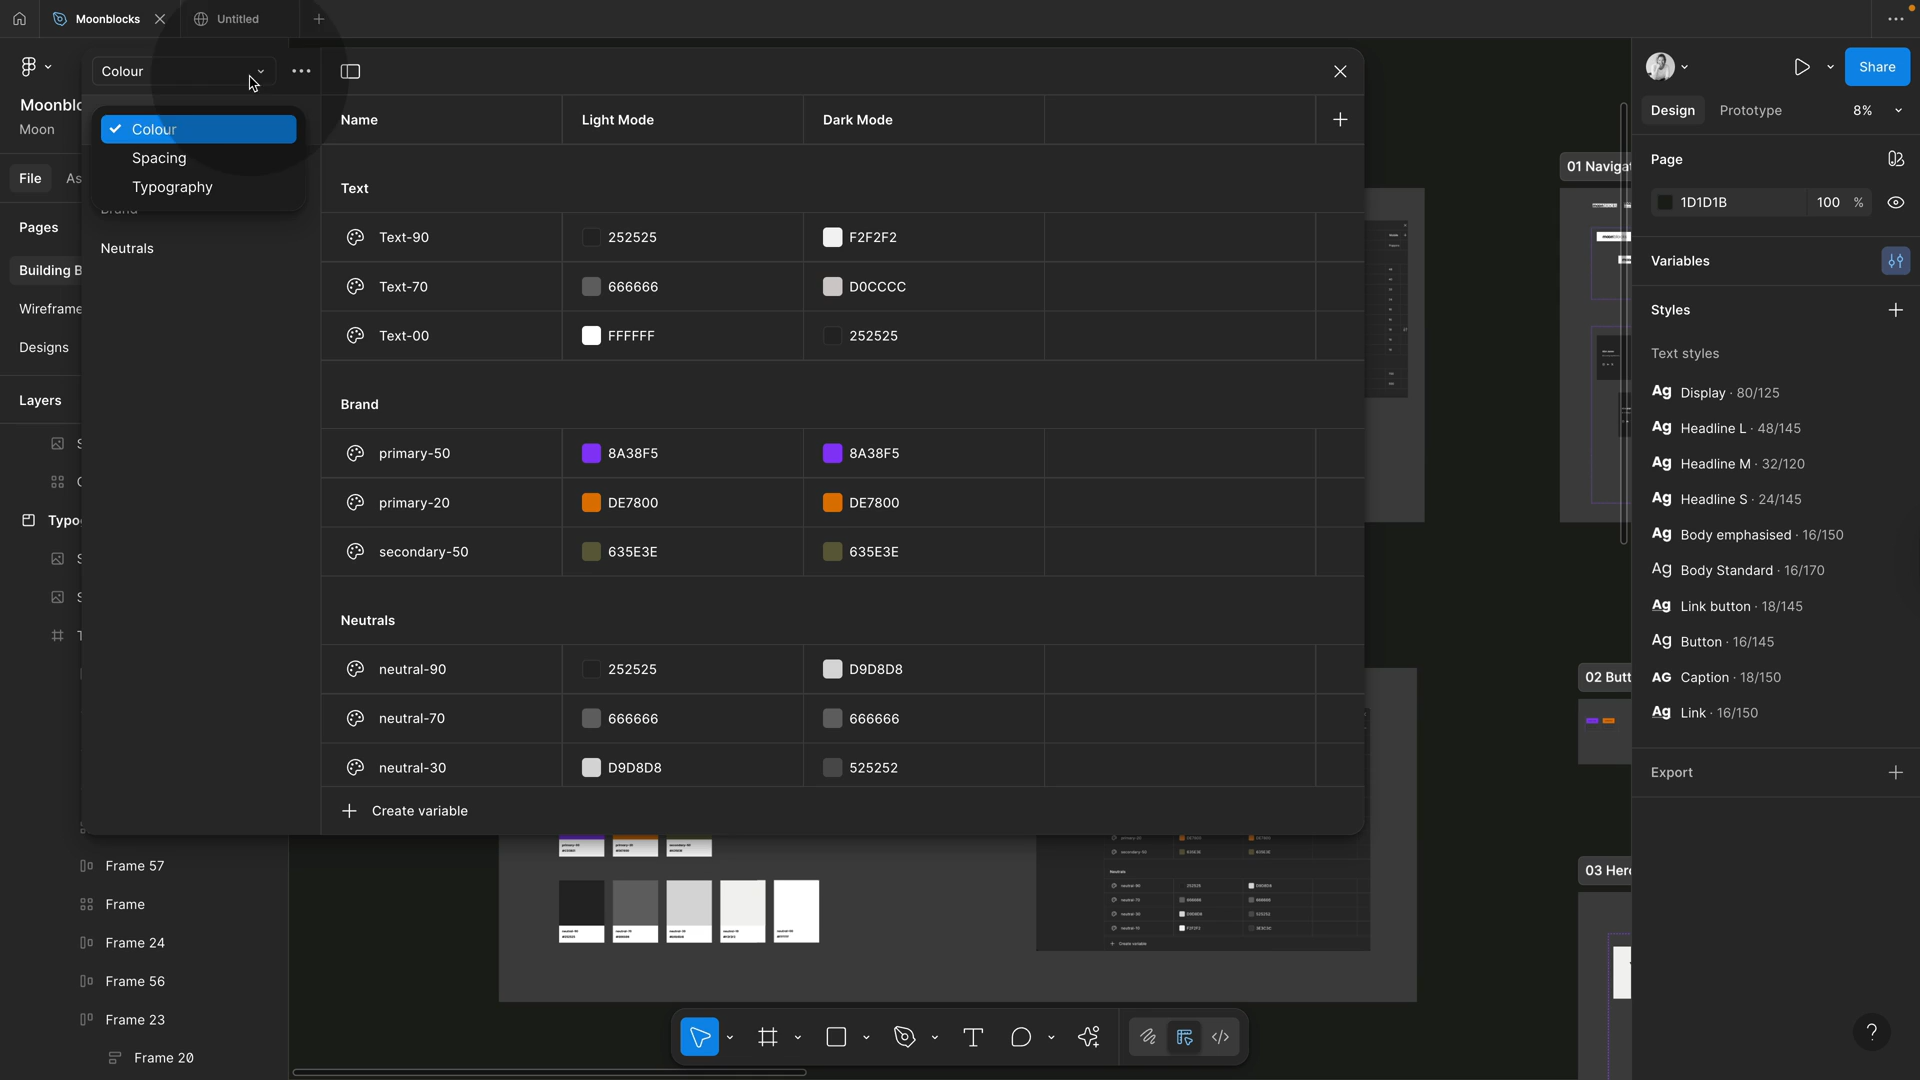 Moonblocks
Untitled
Colour
Moonblo
Moon
Colour
Spacing
Typography
Brand
Neutrals
File
As
Pages
Building B
Wireframe
Designs
Layers
S
C
Typo
S
S
T
Frame 57
Frame
Frame 24
Frame 56
Frame 23
Frame 20
Name
Light Mode
Dark Mode
Text
Text-90
252525
F2F2F2
Text-70
666666
D0CCCC
Text-00
FFFFFF
252525
Brand
primary-50
8A38F5
8A38F5
primary-20
DE7800
DE7800
secondary-50
635E3E
635E3E
Neutrals
neutral-90
252525
D9D8D8
neutral-70
666666
666666
neutral-30
D9D8D8
525252
Create variable
01 Navigat
02 Butt
03 Her
Share
Design
Prototype
8%
Page
1D1D1B
100
%
Variables
Styles
Text styles
Ag Display · 80/125
Ag Headline L · 48/145
Ag Headline M · 32/120
Ag Headline S · 24/145
Ag Body emphasised · 16/150
Ag Body Standard · 16/170
Ag Link button · 18/145
Ag Button · 16/145
AG Caption · 18/150
Ag Link · 16/150
Export
?